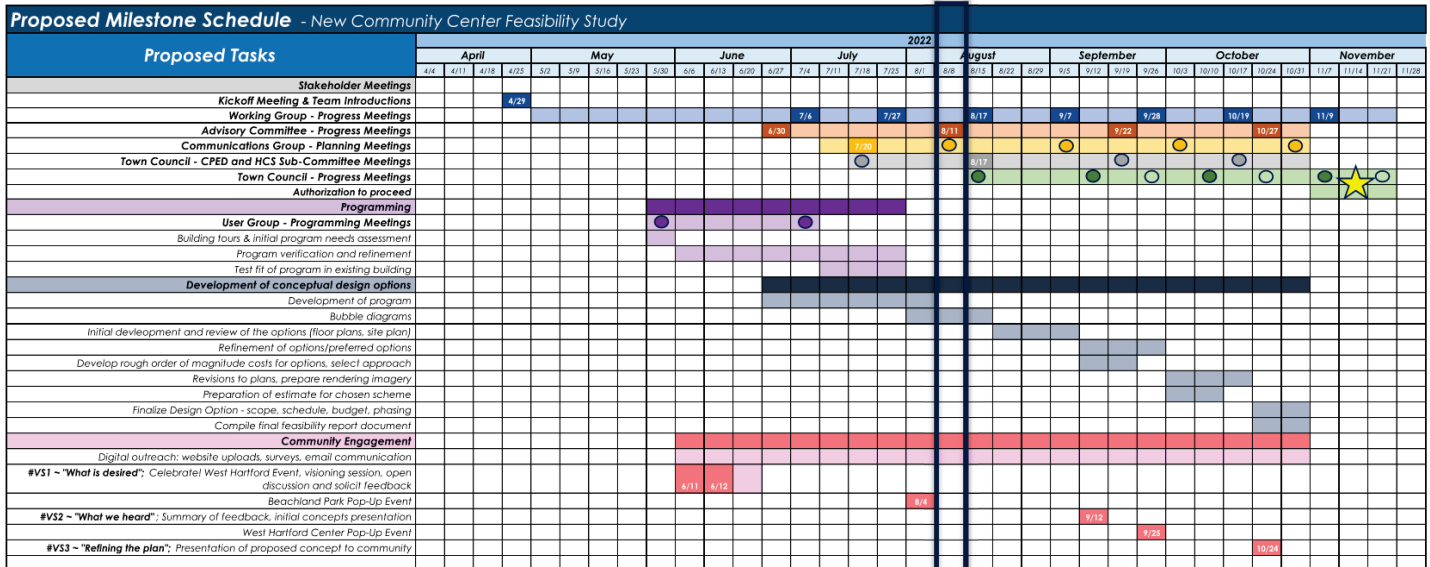 Proposed Milestone Schedule - New Community Center Feasibility Study
Proposed Tasks
2022
April May June July August September October November
4/4 4/11 4/18 4/25 5/2 5/9 5/16 5/23 5/30 6/6 6/13 6/20 6/27 7/4 7/11 7/18 7/25 8/1 8/8 8/15 8/22 8/29 9/5 9/12 9/19 9/26 10/3 10/10 10/17 10/24 10/31 11/7 11/14 11/21 11/28
Stakeholder Meetings
Kickoff Meeting & Team Introductions 4/29
Working Group - Progress Meetings 7/6 7/27 8/17 9/7 9/28 10/19 11/9
Advisory Committee - Progress Meetings 6/30 8/11 9/22 10/27
Communications Group - Planning Meetings 7/20
Town Council - CPED and HCS Sub-Committee Meetings 8/17
Town Council - Progress Meetings
Authorization to proceed
Programming
User Group - Programming Meetings
Building tours & initial program needs assessment
Program verification and refinement
Test fit of program in existing building
Development of conceptual design options
Development of program
Bubble diagrams
Initial devleopment and review of the options (floor plans, site plan)
Refinement of options/preferred options
Develop rough order of magnitude costs for options, select approach
Revisions to plans, prepare rendering imagery
Preparation of estimate for chosen scheme
Finalize Design Option - scope, schedule, budget, phasing
Compile final feasibility report document
Community Engagement
Digital outreach: website uploads, surveys, email communication
#VS1 ~ "What is desired"; Celebrate! West Hartford Event, visioning session, open
discussion and solicit feedback 6/11 6/12
Beachland Park Pop-Up Event 8/4
#VS2 ~ "What we heard"; Summary of feedback, initial concepts presentation 9/12
West Hartford Center Pop-Up Event 9/25
#VS3 ~ "Refining the plan"; Presentation of proposed concept to community 10/24